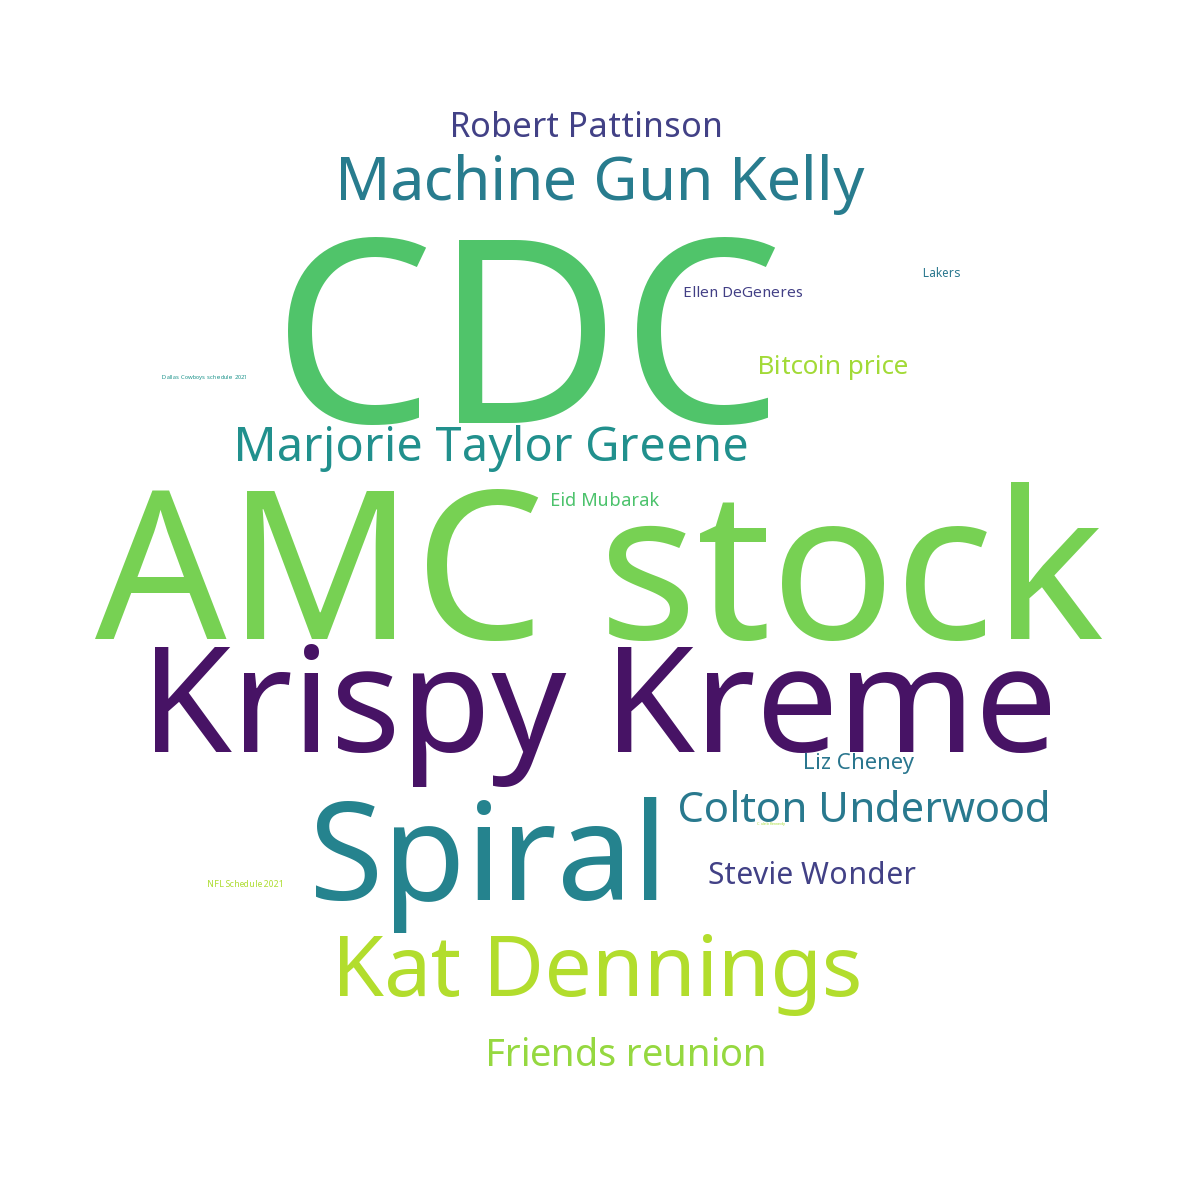 Robert Pattinson
Machine Gun Kelly
CDC
Lakers
Ellen DeGeneres
Bitcoin price
Dallas Cowboys schedule 2021
Marjorie Taylor Greene
AMC stock
Eid Mubarak
Krispy Kreme
Liz Cheney
Spiral
Colton Underwood
Stevie Wonder
NFL Schedule 2021
Kat Dennings
Friends reunion